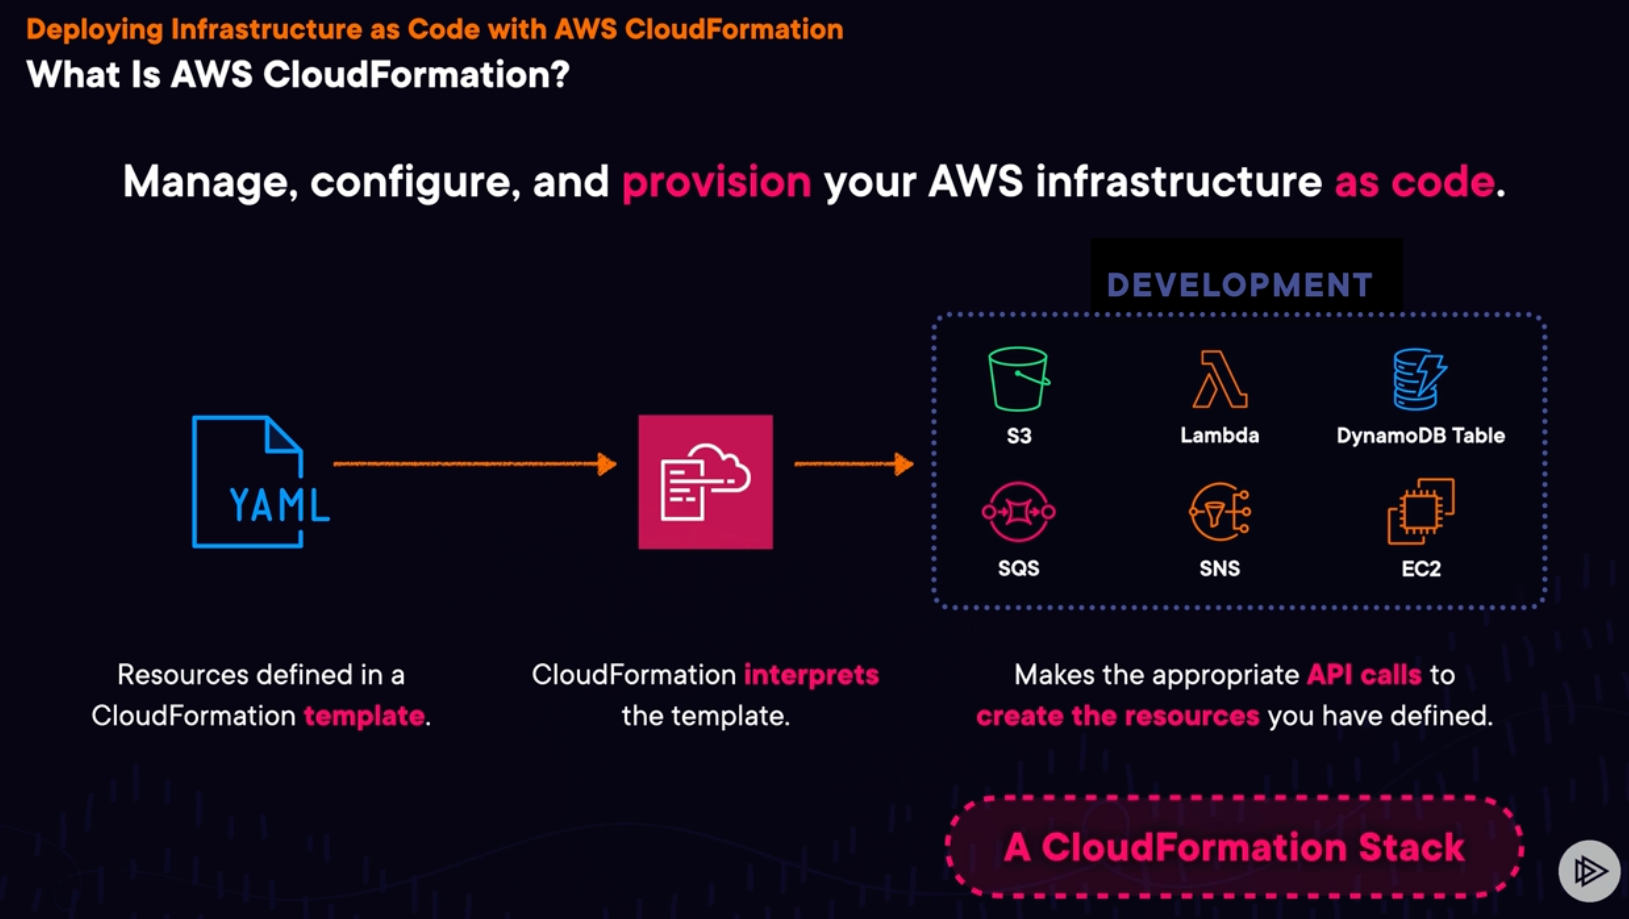 Deploying Infrastructure as Code with AWS CloudFormation
What Is AWS CloudFormation?
Manage, configure, and provision your AWS infrastructure as code.
DEVELOPMENT
S3
Lambda
DynamoDB Table
YAML
SQS
SNS
EC2
Resources defined in a
CloudFormation template.
CloudFormation interprets
the template.
Makes the appropriate API calls to
create the resources you have defined.
A CloudFormation Stack